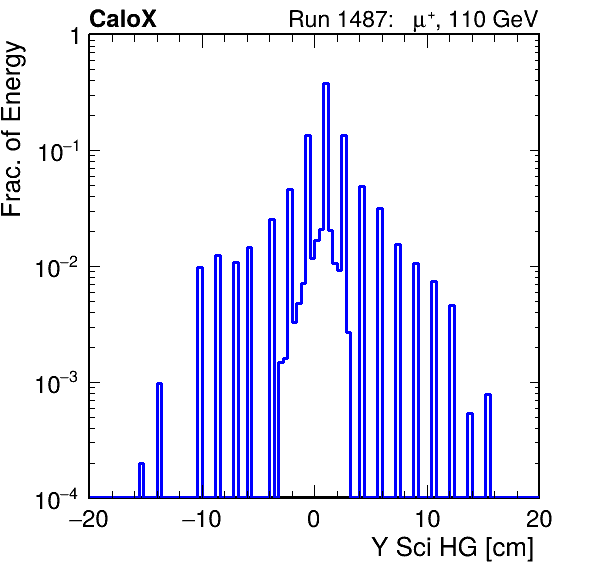 CaloX Run 1487: μ⁺, 110 GeV
Frac. of Energy
1
10⁻¹
10⁻²
10⁻³
10⁻⁴
−20 −10 0 10 20
Y Sci HG [cm]